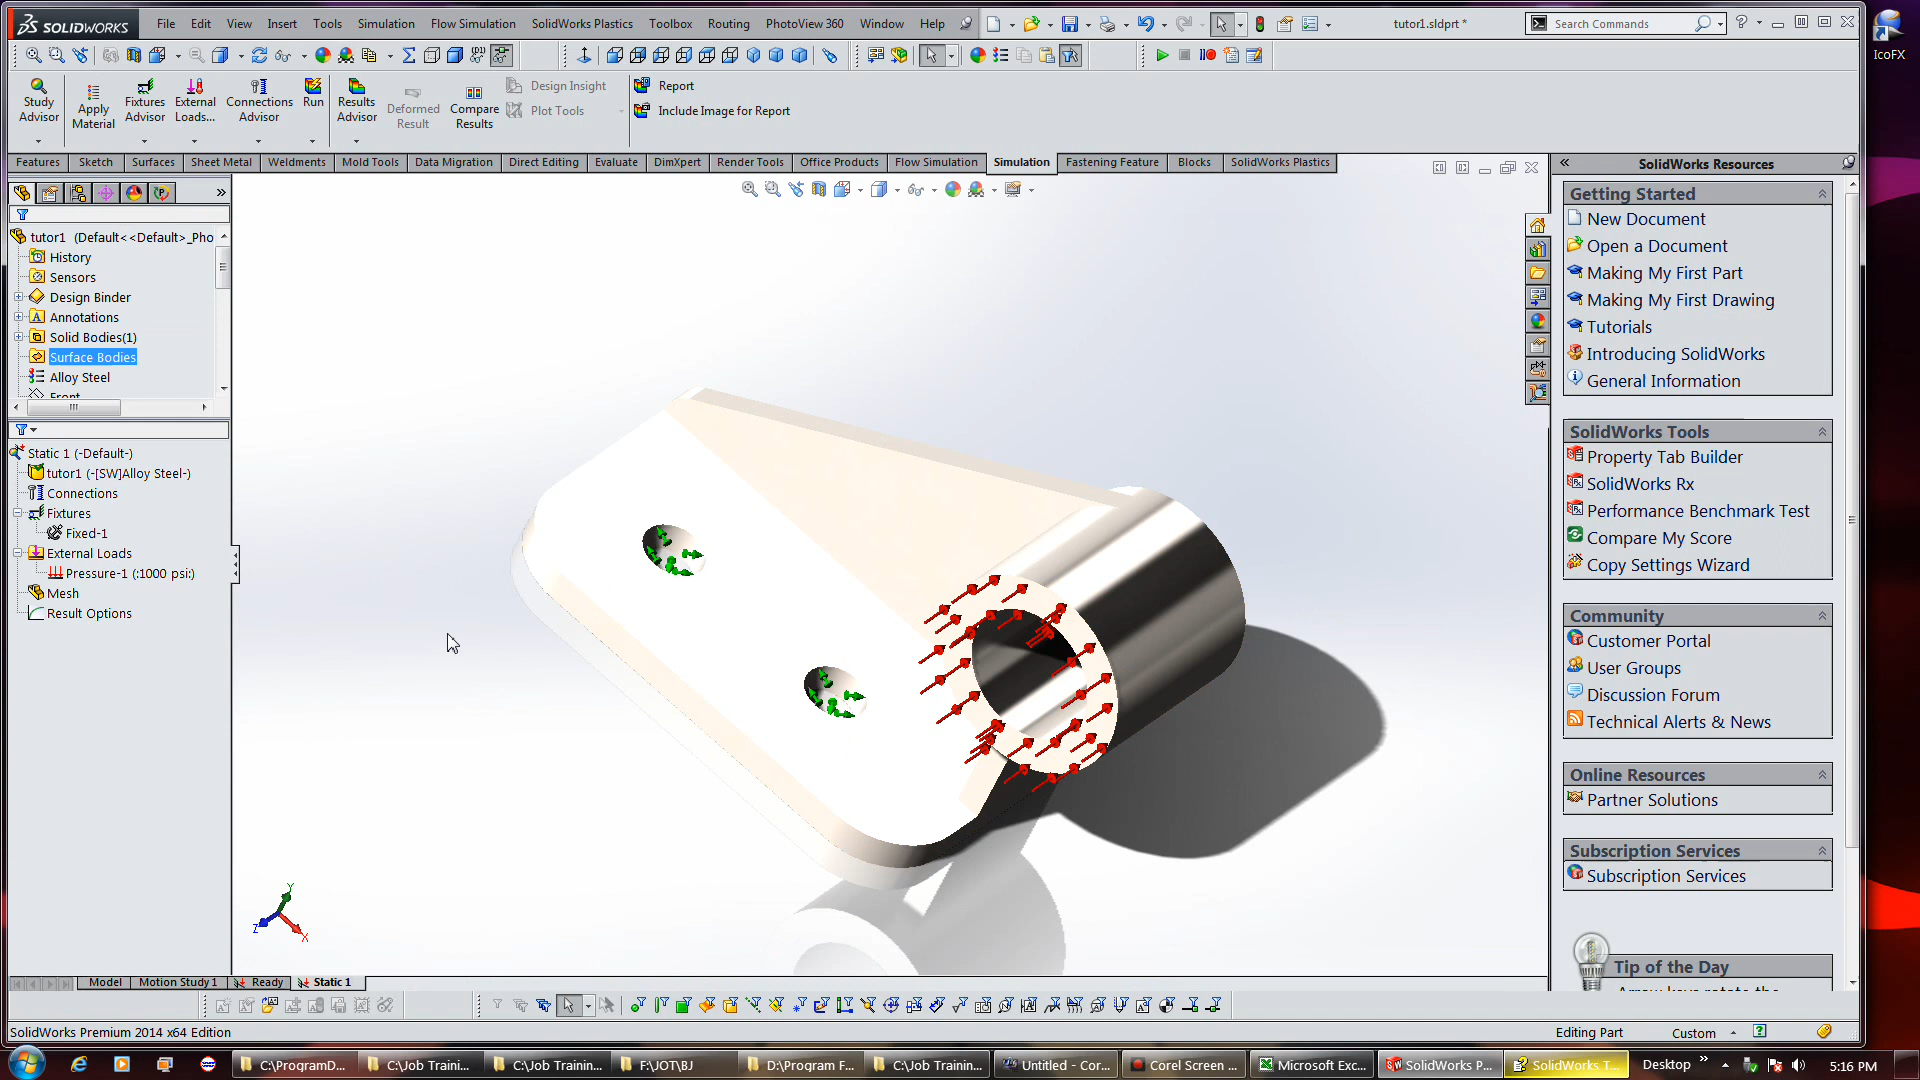 SOLIDWORKS File Edit View Insert Tools Simulation Flow Simulation SolidWorks Plastics Toolbox Routing PhotoView 360 Window Help tutor1.sldprt * Search Commands
IcoFX
Study Advisor
Apply Material
Fixtures Advisor
External Loads...
Connections Advisor
Run
Results Advisor
Deformed Result
Compare Results
Design Insight
Plot Tools
Report
Include Image for Report
Features Sketch Surfaces Sheet Metal Weldments Mold Tools Data Migration Direct Editing Evaluate DimXpert Render Tools Office Products Flow Simulation Simulation Fastening Feature Blocks SolidWorks Plastics
tutor1 (Default<<Default>_Pho
History
Sensors
Design Binder
Annotations
Solid Bodies(1)
Surface Bodies
Alloy Steel
Front
Static 1 (-Default-)
tutor1 (-[SW]Alloy Steel-)
Connections
Fixtures
Fixed-1
External Loads
Pressure-1 (:1000 psi:)
Mesh
Result Options
Y
Z
X
SolidWorks Resources
Getting Started
New Document
Open a Document
Making My First Part
Making My First Drawing
Tutorials
Introducing SolidWorks
General Information
SolidWorks Tools
Property Tab Builder
SolidWorks Rx
Performance Benchmark Test
Compare My Score
Copy Settings Wizard
Community
Customer Portal
User Groups
Discussion Forum
Technical Alerts & News
Online Resources
Partner Solutions
Subscription Services
Subscription Services
Tip of the Day
Arrow keys rotate the
Model Motion Study 1 Ready Static 1
SolidWorks Premium 2014 x64 Edition Editing Part Custom
C:\ProgramD... C:\Job Traini... C:\Job Trainin... F:\JOT\BJ D:\Program F... C:\Job Trainin... Untitled - Cor... Corel Screen ... Microsoft Exc... SolidWorks P... SolidWorks T... Desktop 5:16 PM